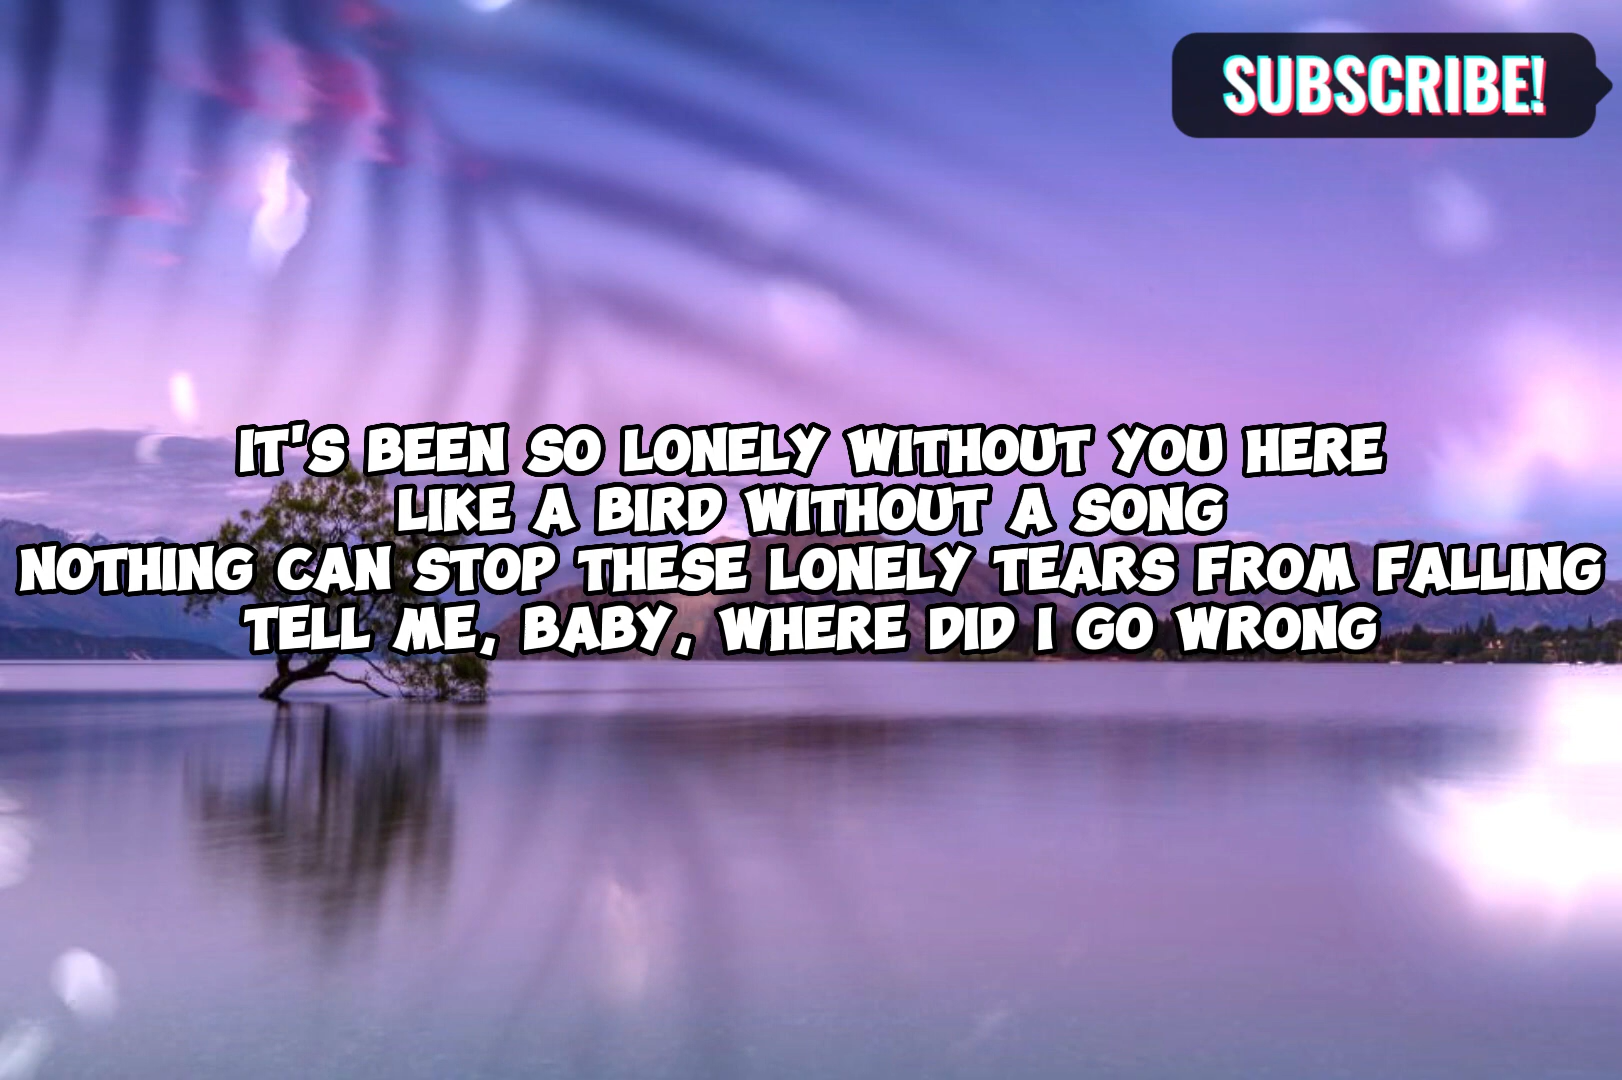 SUBSCRIBE!
IT'S BEEN SO LONELY WITHOUT YOU HERE
LIKE A BIRD WITHOUT A SONG
NOTHING CAN STOP THESE LONELY TEARS FROM FALLING
TELL ME, BABY, WHERE DID I GO WRONG